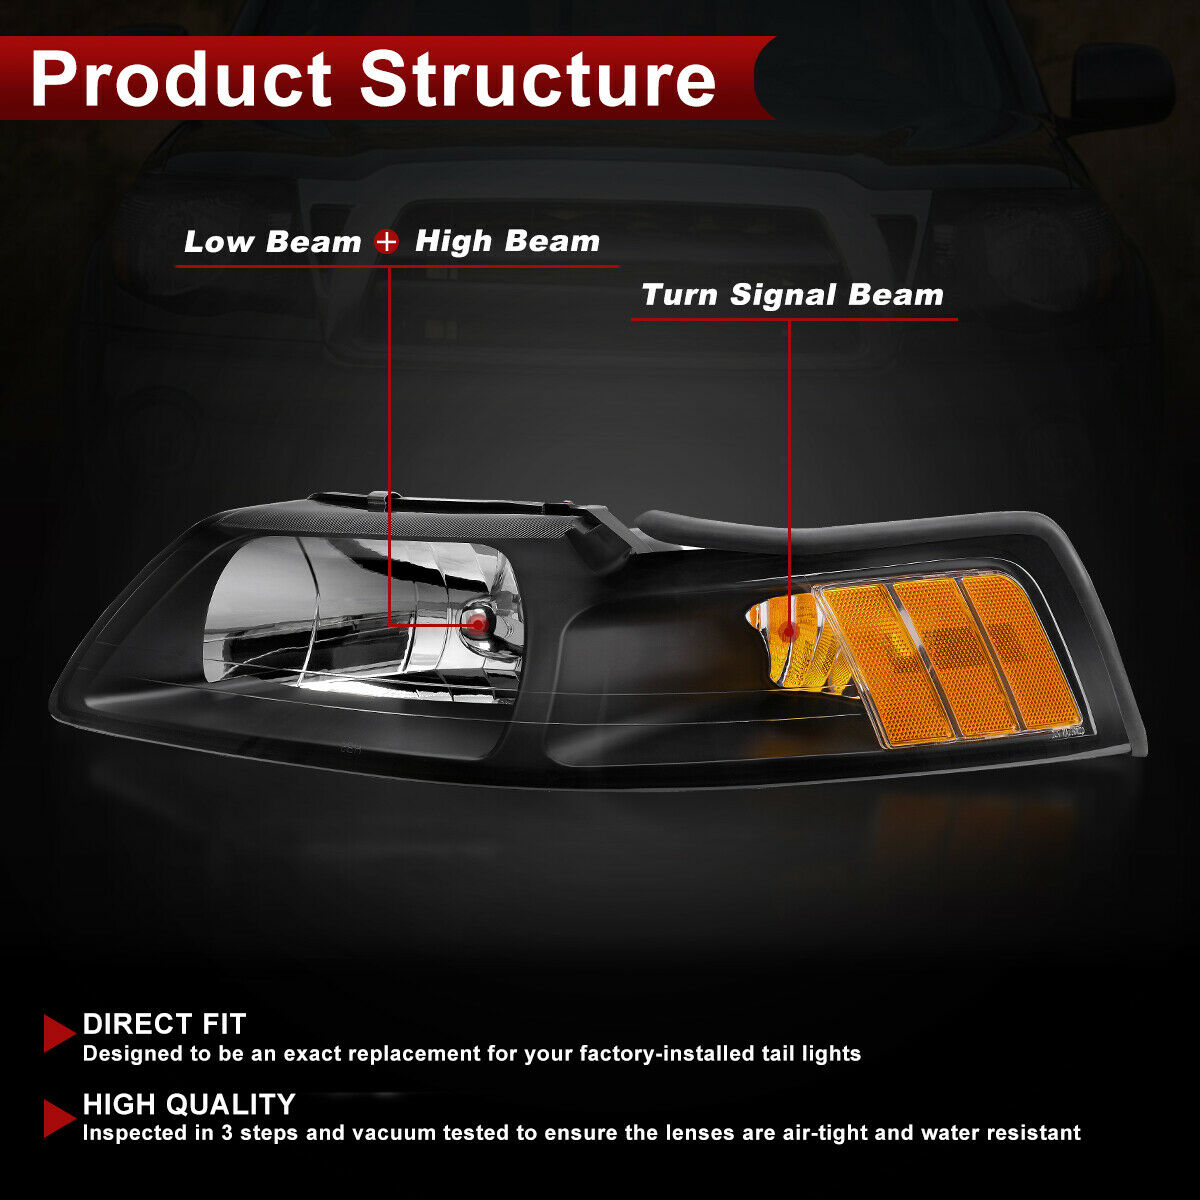 Product Structure
Low Beam + High Beam
Turn Signal Beam
DIRECT FIT
Designed to be an exact replacement for your factory-installed tail lights
HIGH QUALITY
Inspected in 3 steps and vacuum tested to ensure the lenses are air-tight and water resistant